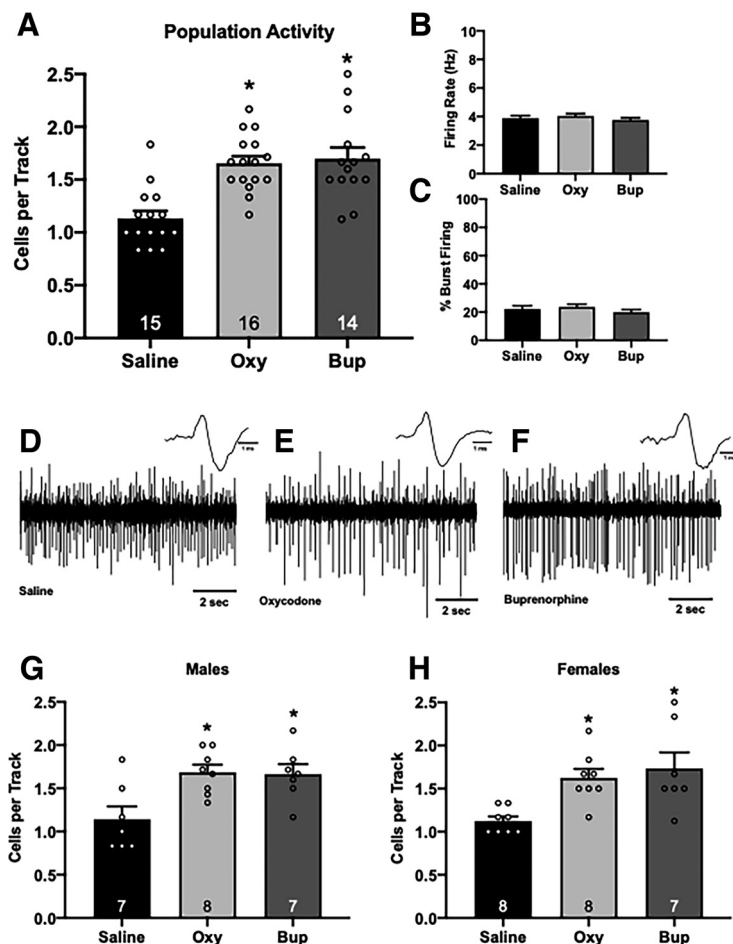 A
Population Activity
Cells per Track
2.5
2.0
1.5
1.0
0.5
0.0
*
*
15
16
14
Saline
Oxy
Bup
B
Firing Rate (Hz)
10
8
6
4
2
0
Saline
Oxy
Bup
C
% Burst Firing
100
80
60
40
20
0
Saline
Oxy
Bup
D
1 ms
Saline
2 sec
E
1 ms
Oxycodone
2 sec
F
1 ms
Buprenorphine
2 sec
G
Males
Cells per Track
2.5
2.0
1.5
1.0
0.5
0.0
*
*
7
8
7
Saline
Oxy
Bup
H
Females
Cells per Track
2.5
2.0
1.5
1.0
0.5
0.0
*
*
8
8
7
Saline
Oxy
Bup